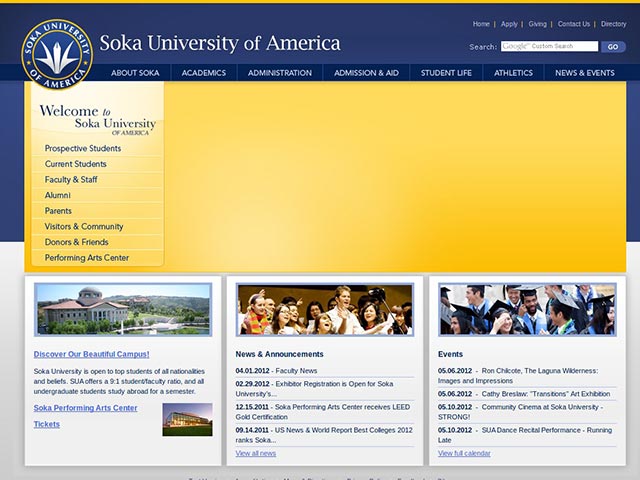 Home | Apply | Giving | Contact Us | Directory
SOKA UNIVERSITY OF AMERICA
Soka University of America
Search: Google Custom Search GO
ABOUT SOKA ACADEMICS ADMINISTRATION ADMISSION & AID STUDENT LIFE ATHLETICS NEWS & EVENTS
Welcome to
Soka University
OF AMERICA
Prospective Students
Current Students
Faculty & Staff
Alumni
Parents
Visitors & Community
Donors & Friends
Performing Arts Center
Discover Our Beautiful Campus!
Soka University is open to top students of all nationalities
and beliefs. SUA offers a 9:1 student/faculty ratio, and all
undergraduate students study abroad for a semester.
Soka Performing Arts Center
Tickets
News & Announcements
04.01.2012 - Faculty News
02.29.2012 - Exhibitor Registration is Open for Soka
University's...
12.15.2011 - Soka Performing Arts Center receives LEED
Gold Certification
09.14.2011 - US News & World Report Best Colleges 2012
ranks Soka...
View all news
Events
05.06.2012 - Ron Chilcote, The Laguna Wilderness:
Images and Impressions
05.06.2012 - Cathy Breslaw: "Transitions" Art Exhibition
05.10.2012 - Community Cinema at Soka University -
STRONG!
05.10.2012 - SUA Dance Recital Performance - Running
Late
View full calendar